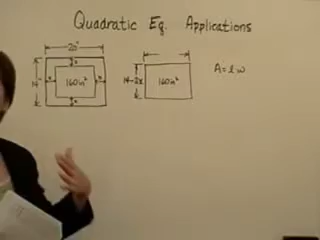 Quadratic Eq. Applications
20"
14"
x
x
160in²
x
x
14-2x
160in²
A = l·w